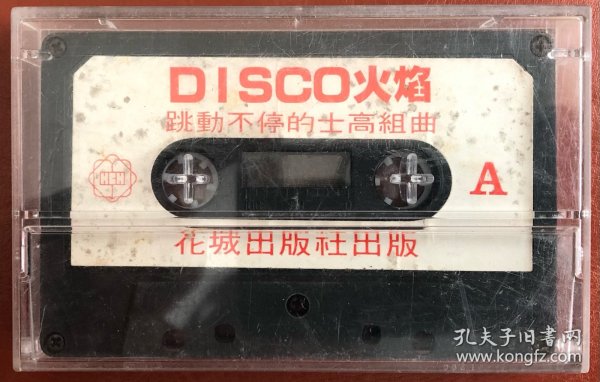 DISCO火焰
跳動不停的士高組曲
A
花城出版社出版
孔夫子旧書网
www.kongfz.com